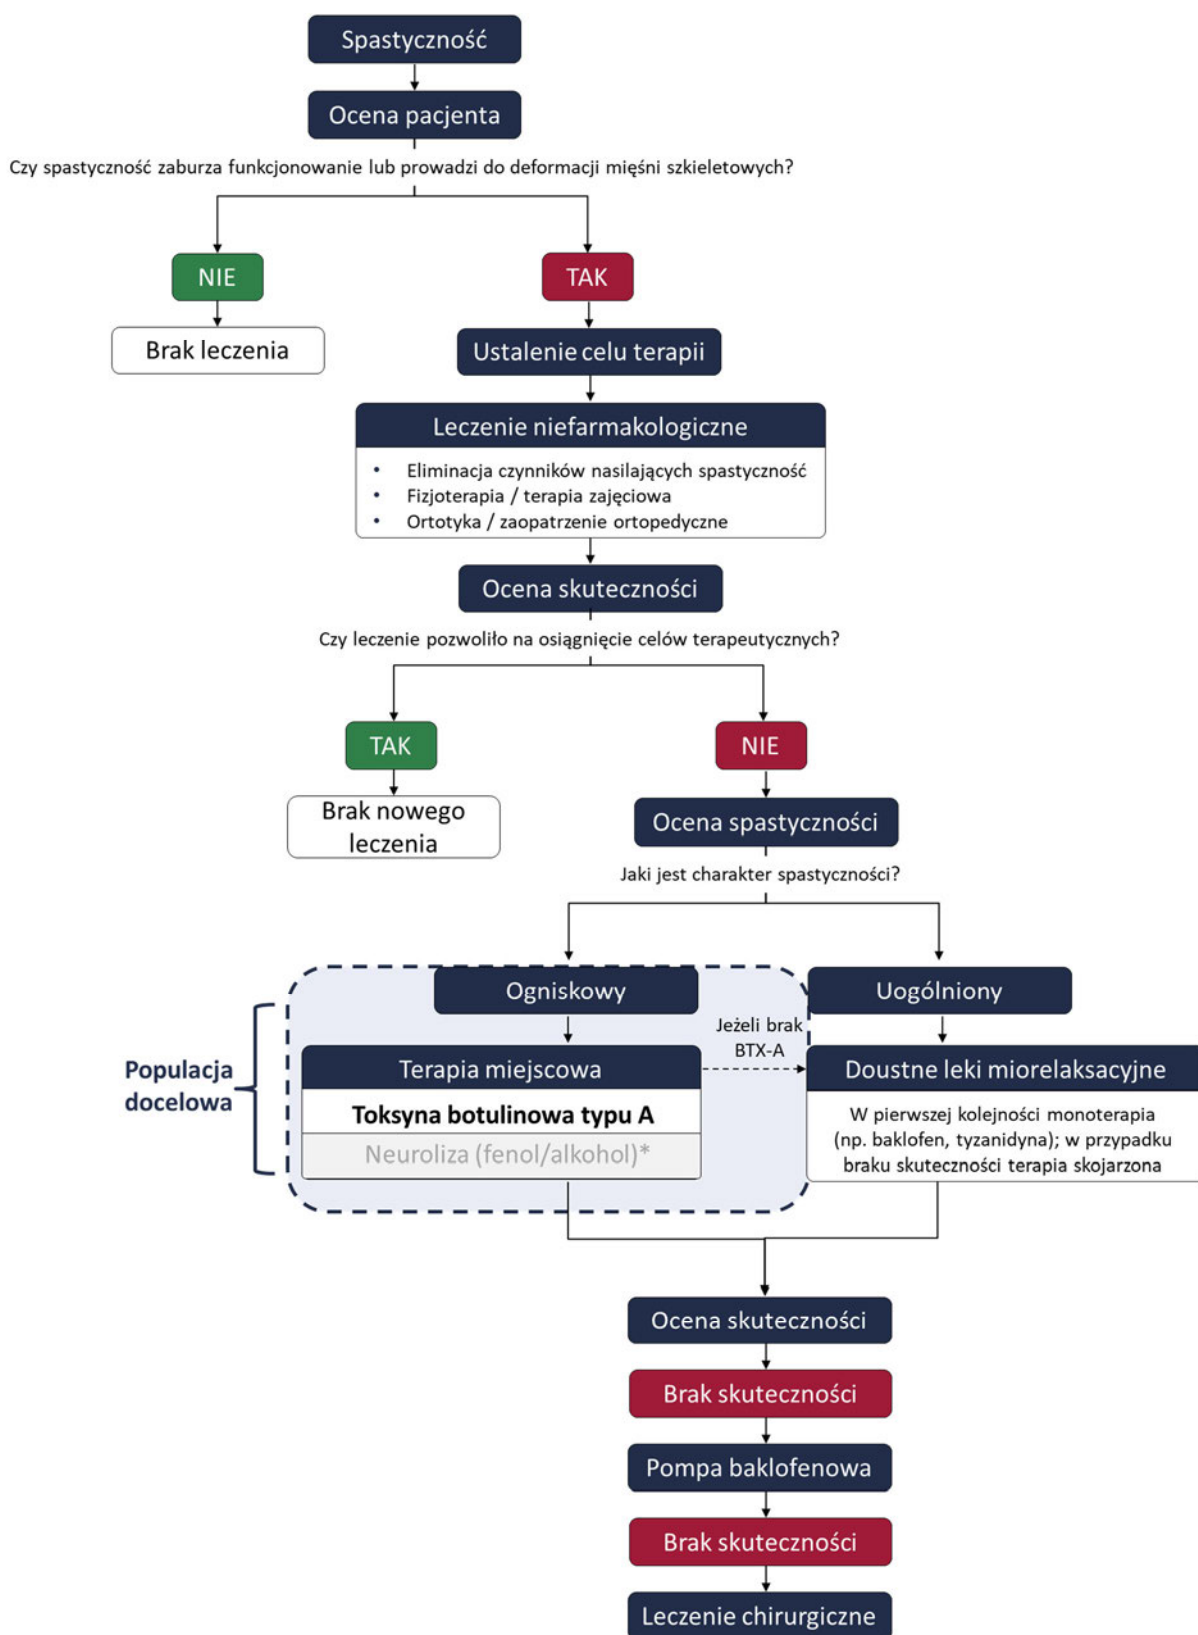 Spastyczność
Ocena pacjenta
Czy spastyczność zaburza funkcjonowanie lub prowadzi do deformacji mięśni szkieletowych?
NIE
TAK
Brak leczenia
Ustalenie celu terapii
Leczenie niefarmakologiczne
• Eliminacja czynników nasilających spastyczność
• Fizjoterapia / terapia zajęciowa
• Ortotyka / zaopatrzenie ortopedyczne
Ocena skuteczności
Czy leczenie pozwoliło na osiągnięcie celów terapeutycznych?
TAK
NIE
Brak nowego
leczenia
Ocena spastyczności
Jaki jest charakter spastyczności?
Ogniskowy
Uogólniony
Populacja
docelowa
Jeżeli brak
BTX-A
Terapia miejscowa
Toksyna botulinowa typu A
Neuroliza (fenol/alkohol)*
Doustne leki miorelaksacyjne
W pierwszej kolejności monoterapia
(np. baklofen, tyzanidyna); w przypadku
braku skuteczności terapia skojarzona
Ocena skuteczności
Brak skuteczności
Pompa baklofenowa
Brak skuteczności
Leczenie chirurgiczne